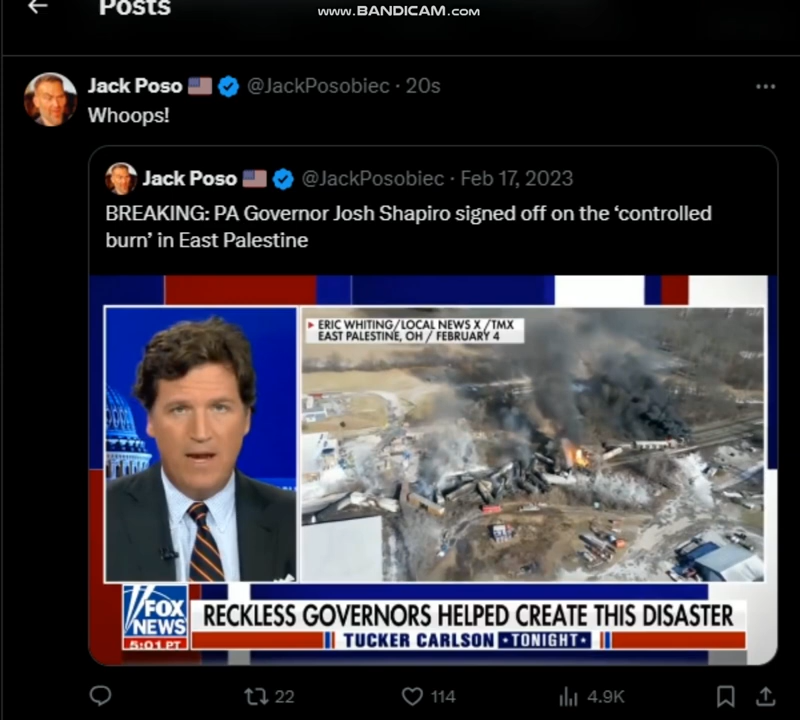 www.BANDICAM.com
Posts
Jack Poso @JackPosobiec · 20s
Whoops!
Jack Poso @JackPosobiec · Feb 17, 2023
BREAKING: PA Governor Josh Shapiro signed off on the ‘controlled
burn’ in East Palestine
ERIC WHITING/LOCAL NEWS X /TMX
EAST PALESTINE, OH / FEBRUARY 4
FOX
NEWS
5:01 PT
RECKLESS GOVERNORS HELPED CREATE THIS DISASTER
TUCKER CARLSON TONIGHT
22 114 4.9K